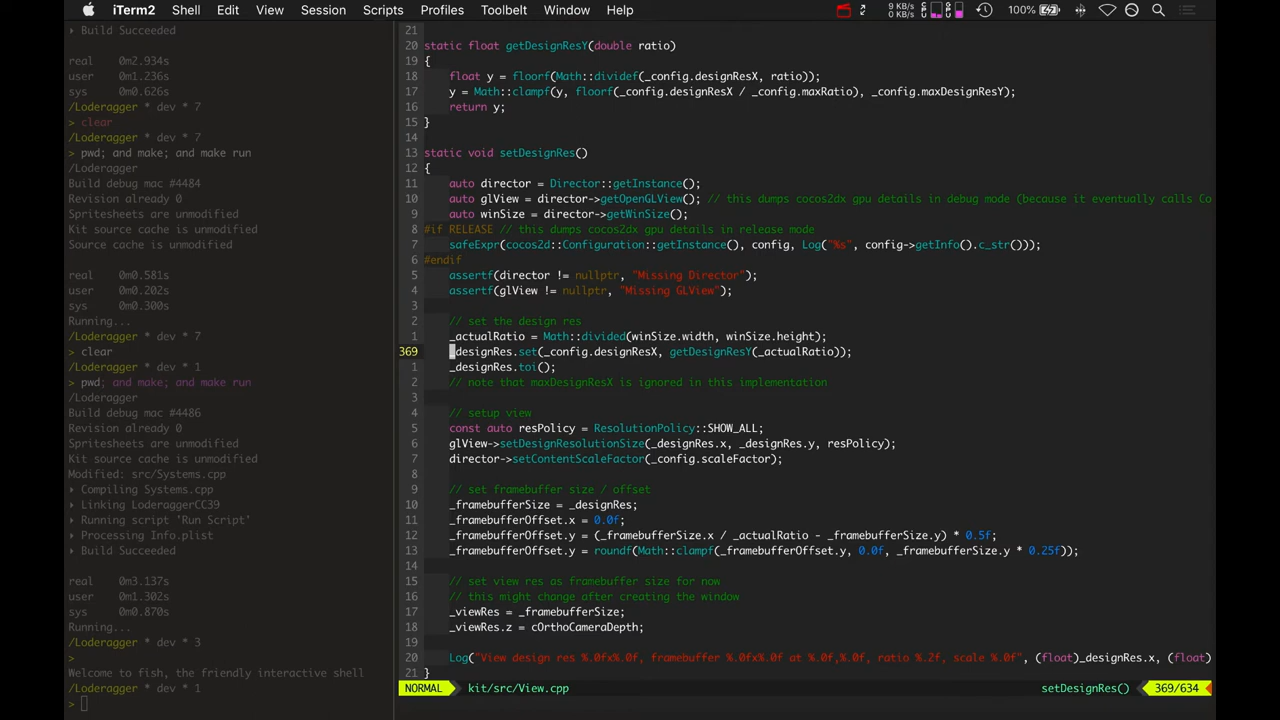 iTerm2 Shell Edit View Session Scripts Profiles Toolbelt Window Help 9 KB/s 0 KB/s 100%
Build Succeeded
real 0m2.934s
user 0m1.236s
sys 0m0.626s
/Loderagger * dev * 7
> clear
/Loderagger * dev * 7
> pwd; and make; and make run
/Loderagger
Build debug mac #4484
Revision already 0
Spritesheets are unmodified
Kit source cache is unmodified
Source cache is unmodified
real 0m0.581s
user 0m0.202s
sys 0m0.300s
Running...
/Loderagger * dev * 7
> clear
/Loderagger * dev * 1
> pwd; and make; and make run
/Loderagger
Build debug mac #4486
Revision already 0
Spritesheets are unmodified
Kit source cache is unmodified
Modified: src/Systems.cpp
Compiling Systems.cpp
Linking LoderaggerCC39
Running script "Run Script"
Processing Info.plist
Build Succeeded
real 0m3.137s
user 0m1.302s
sys 0m0.870s
Running...
/Loderagger * dev * 3
>
Welcome to fish, the friendly interactive shell
/Loderagger * dev * 1
>
21
20 static float getDesignResY(double ratio)
19 {
18 float y = floorf(Math::dividef(_config.designResX, ratio));
17 y = Math::clampf(y, floorf(_config.designResX / _config.maxRatio), _config.maxDesignResY);
16 return y;
15 }
14
13 static void setDesignRes()
12 {
11 auto director = Director::getInstance();
10 auto glView = director->getOpenGLView(); // this dumps cocos2dx gpu details in debug mode (because it eventually calls Co
9 auto winSize = director->getWinSize();
8 #if RELEASE // this dumps cocos2dx gpu details in release mode
7 safeExpr(cocos2d::Configuration::getInstance(), config, Log("%s", config->getInfo().c_str()));
6 #endif
5 assertf(director != nullptr, "Missing Director");
4 assertf(glView != nullptr, "Missing GLView");
3
2 // set the design res
1 _actualRatio = Math::divided(winSize.width, winSize.height);
369 _designRes.set(_config.designResX, getDesignResY(_actualRatio));
1 _designRes.toi();
2 // note that maxDesignResX is ignored in this implementation
3
4 // setup view
5 const auto resPolicy = ResolutionPolicy::SHOW_ALL;
6 glView->setDesignResolutionSize(_designRes.x, _designRes.y, resPolicy);
7 director->setContentScaleFactor(_config.scaleFactor);
8
9 // set framebuffer size / offset
10 _framebufferSize = _designRes;
11 _framebufferOffset.x = 0.0f;
12 _framebufferOffset.y = (_framebufferSize.x / _actualRatio - _framebufferSize.y) * 0.5f;
13 _framebufferOffset.y = roundf(Math::clampf(_framebufferOffset.y, 0.0f, _framebufferSize.y * 0.25f));
14
15 // set view res as framebuffer size for now
16 // this might change after creating the window
17 _viewRes = _framebufferSize;
18 _viewRes.z = cOrthoCameraDepth;
19
20 Log("View design res %.0fx%.0f, framebuffer %.0fx%.0f at %.0f,%.0f, ratio %.2f, scale %.0f", (float)_designRes.x, (float)
21 }
NORMAL kit/src/View.cpp setDesignRes() 369/634